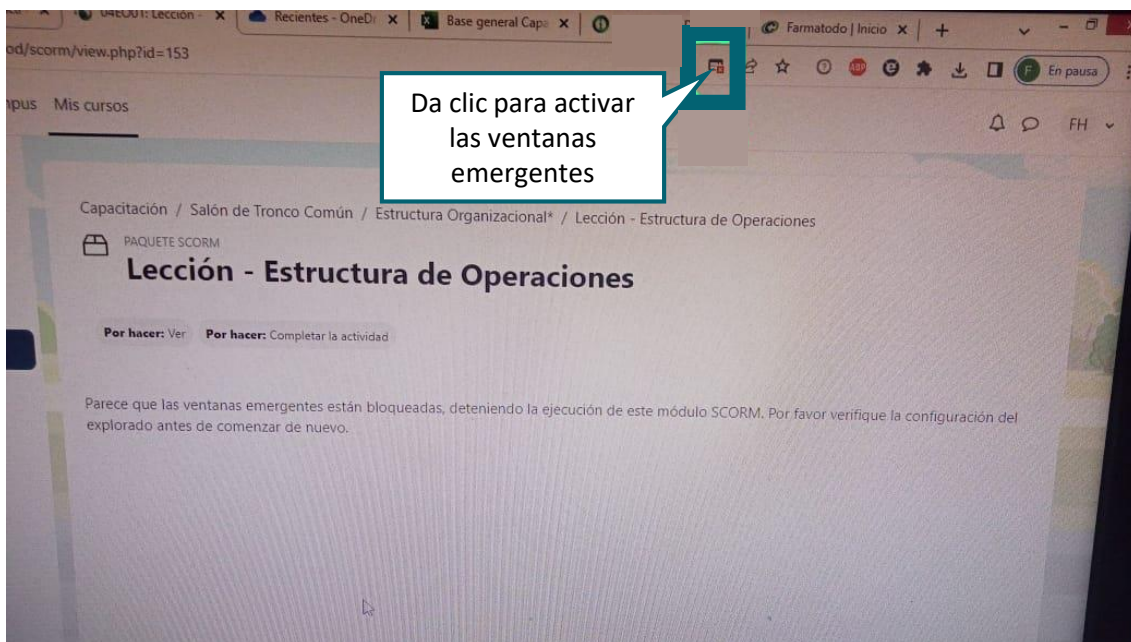 04EO01: Lección -
Recientes - OneDr
Base general Capa
Farmatodo | Inicio
od/scorm/view.php?id=153
ABP
F
En pausa
Mis cursos
FH
Da clic para activar
las ventanas
emergentes
Capacitación / Salón de Tronco Común / Estructura Organizacional* / Lección - Estructura de Operaciones
PAQUETE SCORM
Lección - Estructura de Operaciones
Por hacer: Ver Por hacer: Completar la actividad
Parece que las ventanas emergentes están bloqueadas, deteniendo la ejecución de este módulo SCORM. Por favor verifique la configuración del
explorado antes de comenzar de nuevo.